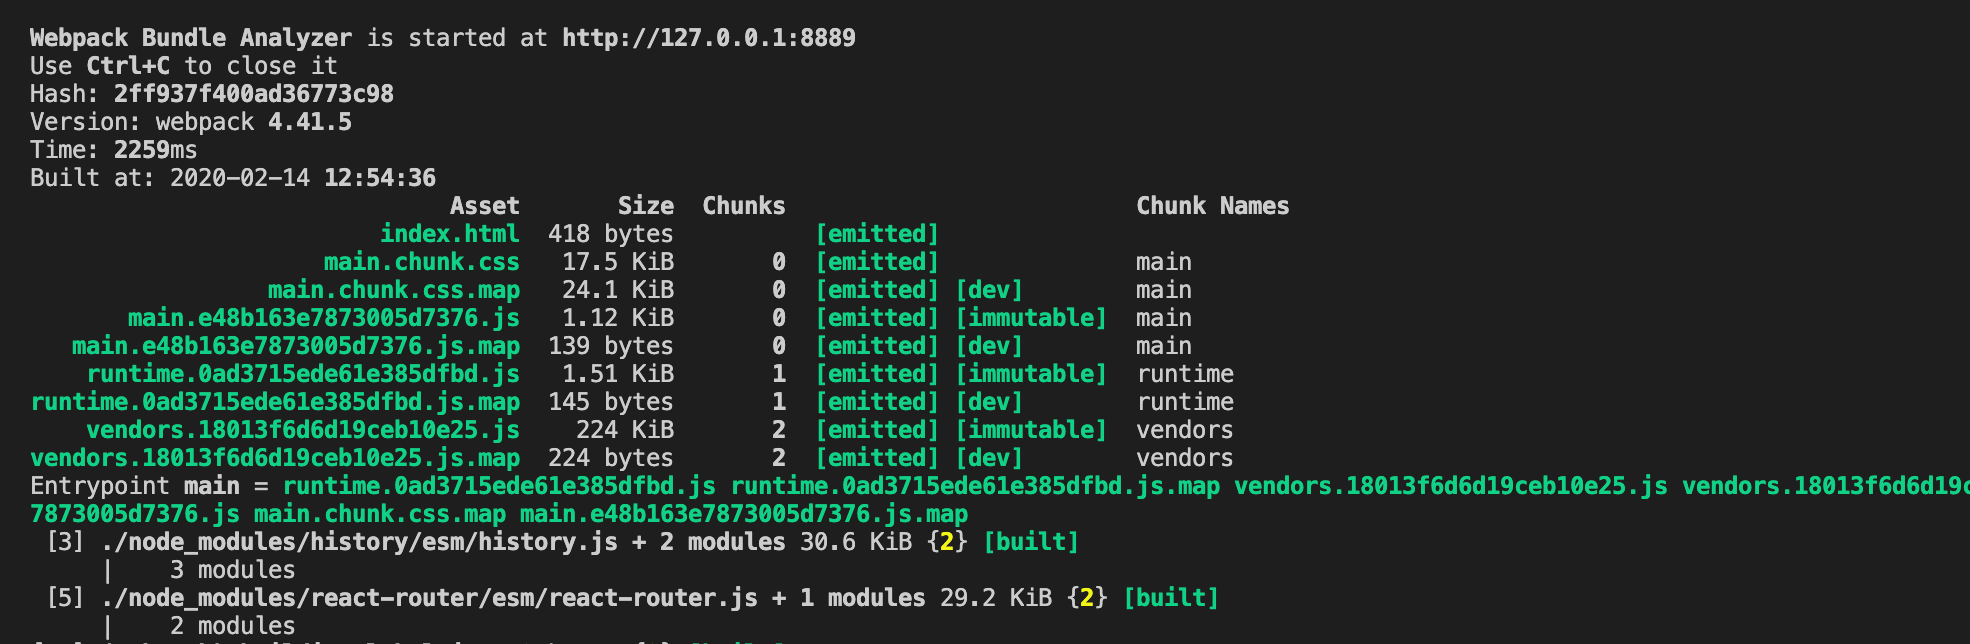 Webpack Bundle Analyzer is started at http://127.0.0.1:8889
Use Ctrl+C to close it
Hash: 2ff937f400ad36773c98
Version: webpack 4.41.5
Time: 2259ms
Built at: 2020-02-14 12:54:36
Asset Size Chunks Chunk Names
index.html 418 bytes [emitted]
main.chunk.css 17.5 KiB 0 [emitted] main
main.chunk.css.map 24.1 KiB 0 [emitted] [dev] main
main.e48b163e7873005d7376.js 1.12 KiB 0 [emitted] [immutable] main
main.e48b163e7873005d7376.js.map 139 bytes 0 [emitted] [dev] main
runtime.0ad3715ede61e385dfbd.js 1.51 KiB 1 [emitted] [immutable] runtime
runtime.0ad3715ede61e385dfbd.js.map 145 bytes 1 [emitted] [dev] runtime
vendors.18013f6d6d19ceb10e25.js 224 KiB 2 [emitted] [immutable] vendors
vendors.18013f6d6d19ceb10e25.js.map 224 bytes 2 [emitted] [dev] vendors
Entrypoint main = runtime.0ad3715ede61e385dfbd.js runtime.0ad3715ede61e385dfbd.js.map vendors.18013f6d6d19ceb10e25.js vendors.18013f6d6d19c
7873005d7376.js main.chunk.css.map main.e48b163e7873005d7376.js.map
[3] ./node_modules/history/esm/history.js + 2 modules 30.6 KiB {2} [built]
| 3 modules
[5] ./node_modules/react-router/esm/react-router.js + 1 modules 29.2 KiB {2} [built]
| 2 modules